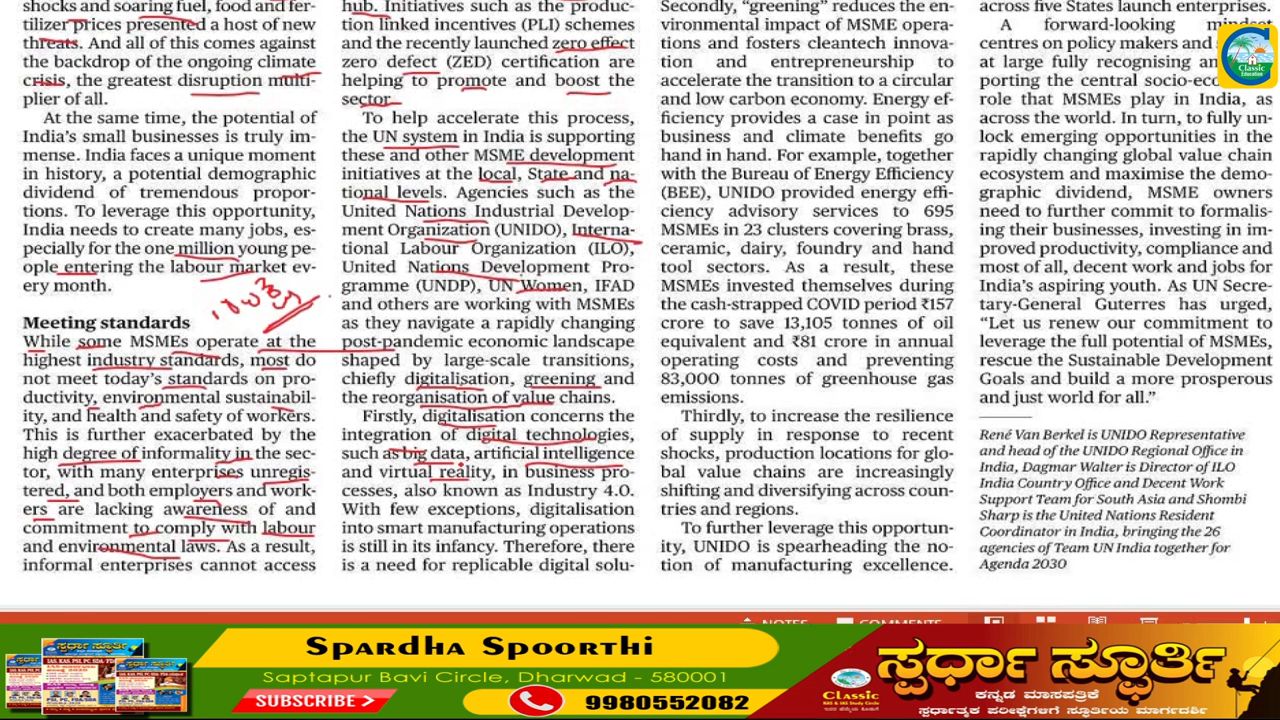 shocks and soaring fuel, food and fer-
tilizer prices presented a host of new
threats. And all of this comes against
the backdrop of the ongoing climate
crisis, the greatest disruption multi-
plier of all.
At the same time, the potential of
India's small businesses is truly im-
mense. India faces a unique moment
in history, a potential demographic
dividend of tremendous propor-
tions. To leverage this opportunity,
India needs to create many jobs, es-
pecially for the one million young pe-
ople entering the labour market ev-
ery month.
Meeting standards
While some MSMEs operate at the
highest industry standards, most do
not meet today's standards on pro-
ductivity, environmental sustainabil-
ity, and health and safety of workers.
This is further exacerbated by the
high degree of informality in the sec-
tor, with many enterprises unregis-
tered, and both employers and work-
ers are lacking awareness of and
commitment to comply with labour
and environmental laws. As a result,
informal enterprises cannot access
hub. Initiatives such as the produc-
tion linked incentives (PLI) schemes
and the recently launched zero effect
zero defect (ZED) certification are
helping to promote and boost the
sector.
To help accelerate this process,
the UN system in India is supporting
these and other MSME development
initiatives at the local, State and na-
tional levels. Agencies such as the
United Nations Industrial Develop-
ment Organization (UNIDO), Interna-
tional Labour Organization (ILO),
United Nations Development Pro-
gramme (UNDP), UN Women, IFAD
and others are working with MSMEs
as they navigate a rapidly changing
post-pandemic economic landscape
shaped by large-scale transitions,
chiefly digitalisation, greening and
the reorganisation of value chains.
Firstly, digitalisation concerns the
integration of digital technologies,
such as big data, artificial intelligence
and virtual reality, in business pro-
cesses, also known as Industry 4.0.
With few exceptions, digitalisation
into smart manufacturing operations
is still in its infancy. Therefore, there
is a need for replicable digital solu-
Secondly, "greening" reduces the en-
vironmental impact of MSME opera-
tions and fosters cleantech innova-
tion and entrepreneurship to
accelerate the transition to a circular
and low carbon economy. Energy ef-
ficiency provides a case in point as
business and climate benefits go
hand in hand. For example, together
with the Bureau of Energy Efficiency
(BEE), UNIDO provided energy effi-
ciency advisory services to 695
MSMEs in 23 clusters covering brass,
ceramic, dairy, foundry and hand
tool sectors. As a result, these
MSMEs invested themselves during
the cash-strapped COVID period ₹157
crore to save 13,105 tonnes of oil
equivalent and ₹81 crore in annual
operating costs and preventing
83,000 tonnes of greenhouse gas
emissions.
Thirdly, to increase the resilience
of supply in response to recent
shocks, production locations for glo-
bal value chains are increasingly
shifting and diversifying across coun-
tries and regions.
To further leverage this opportun-
ity, UNIDO is spearheading the no-
tion of manufacturing excellence.
across five States launch enterprises.
A forward-looking mindset
centres on policy makers and
at large fully recognising an
porting the central socio-eco
role that MSMEs play in India, as
across the world. In turn, to fully un-
lock emerging opportunities in the
rapidly changing global value chain
ecosystem and maximise the demo-
graphic dividend, MSME owners
need to further commit to formalis-
ing their businesses, investing in im-
proved productivity, compliance and
most of all, decent work and jobs for
India's aspiring youth. As UN Secre-
tary-General Guterres has urged,
"Let us renew our commitment to
leverage the full potential of MSMEs,
rescue the Sustainable Development
Goals and build a more prosperous
and just world for all."
René Van Berkel is UNIDO Representative
and head of the UNIDO Regional Office in
India, Dagmar Walter is Director of ILO
India Country Office and Decent Work
Support Team for South Asia and Shombi
Sharp is the United Nations Resident
Coordinator in India, bringing the 26
agencies of Team UN India together for
Agenda 2030
Classic
Education
NOTES
COMMENTS
Spardha Spoorthi
Saptapur Bavi Circle, Dharwad - 580001
SUBSCRIBE
9980552082
Classic
ಸ್ಪರ್ಧಾ ಸ್ಫೂರ್ತಿ
ಕನ್ನಡ ಮಾಸಪತ್ರಿಕೆ
ಸ್ಪರ್ಧಾತ್ಮಕ ಪರೀಕ್ಷೆಗಳಿಗೆ ಸ್ಫೂರ್ತಿಯ ಮಾರ್ಗದರ್ಶಿ